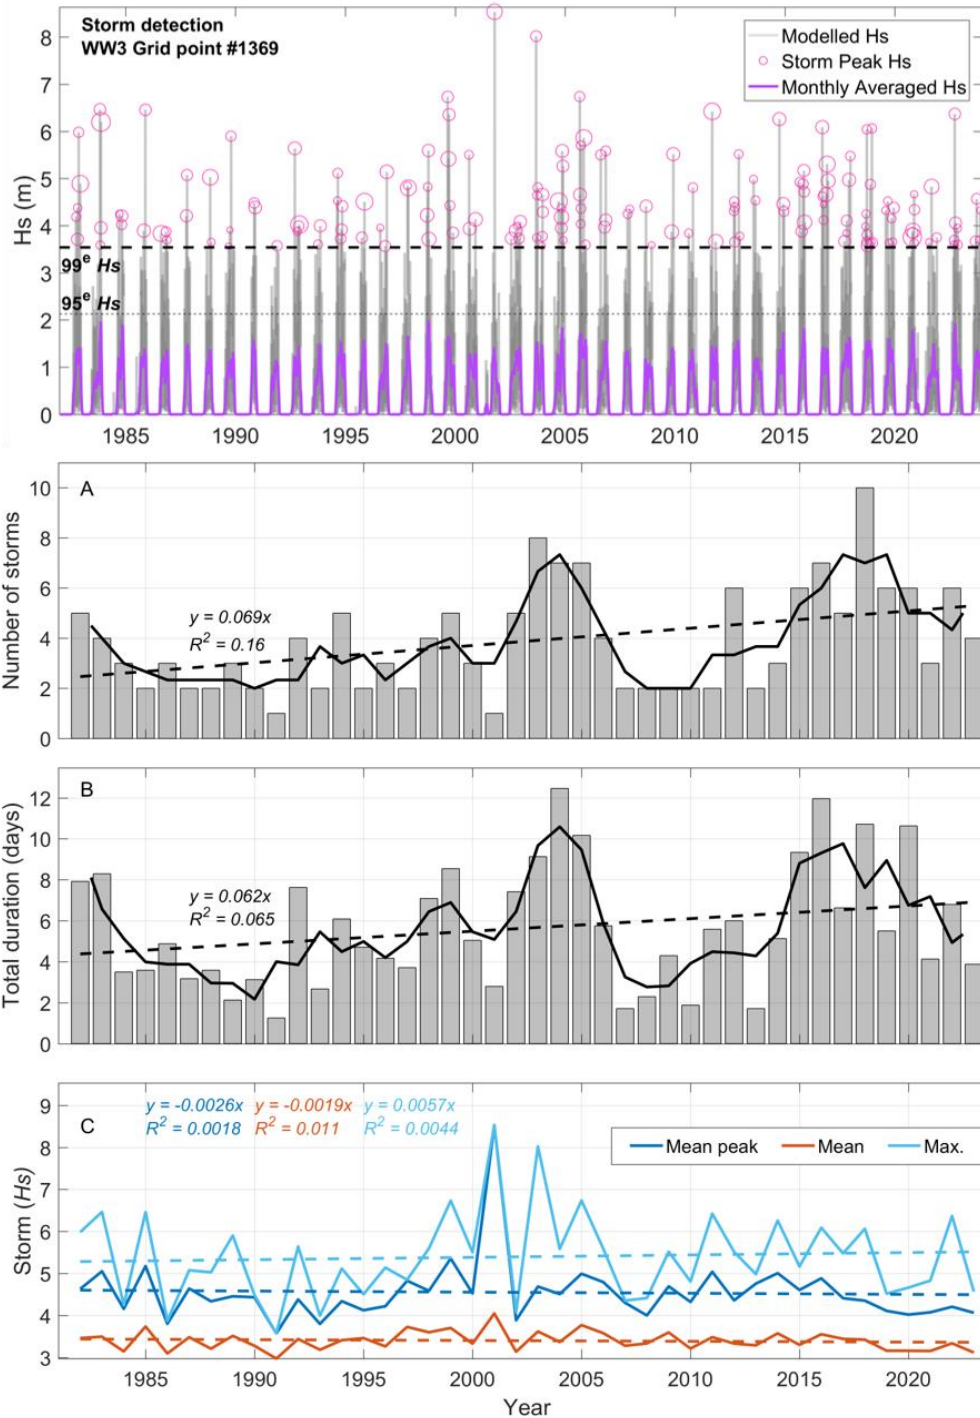 Storm detection
WW3 Grid point #1369
Modelled Hs
Storm Peak Hs
Monthly Averaged Hs
Hs (m)
8
7
6
5
4
3
2
1
0
99e Hs
95e Hs
1985 1990 1995 2000 2005 2010 2015 2020
A
Number of storms
10
8
6
4
2
0
y = 0.069x
R2 = 0.16
B
Total duration (days)
12
10
8
6
4
2
0
y = 0.062x
R2 = 0.065
C
Storm (Hs)
9
8
7
6
5
4
3
y = -0.0026x y = -0.0019x y = 0.0057x
R2 = 0.0018 R2 = 0.011 R2 = 0.0044
Mean peak Mean Max.
1985 1990 1995 2000 2005 2010 2015 2020
Year